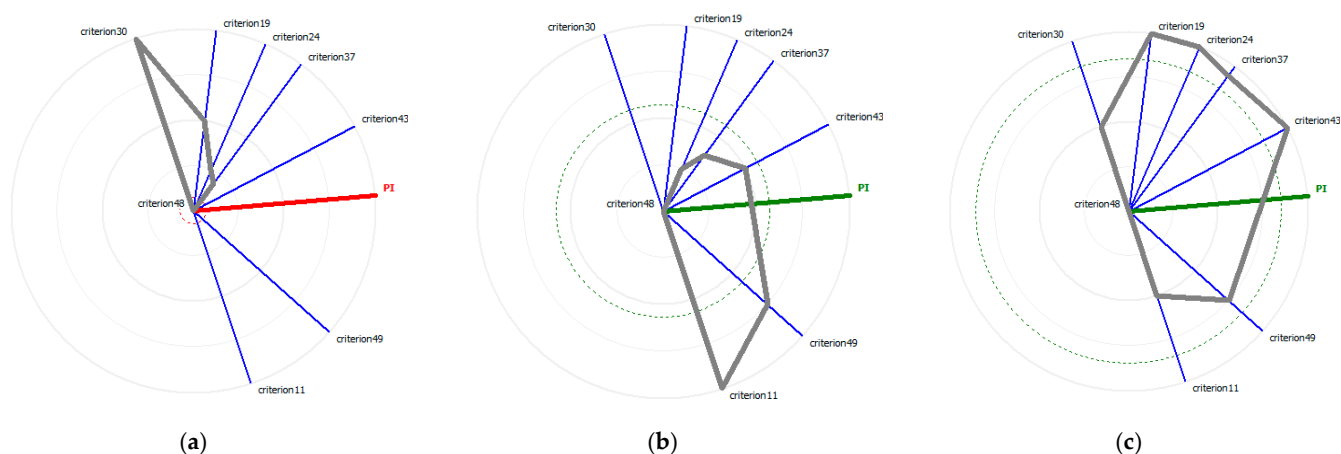 criterion30
criterion19
criterion24
criterion37
criterion43
PI
criterion48
criterion49
criterion11
(a)
criterion30
criterion19
criterion24
criterion37
criterion43
PI
criterion48
criterion49
criterion11
(b)
criterion30
criterion19
criterion24
criterion37
criterion43
PI
criterion48
criterion49
criterion11
(c)